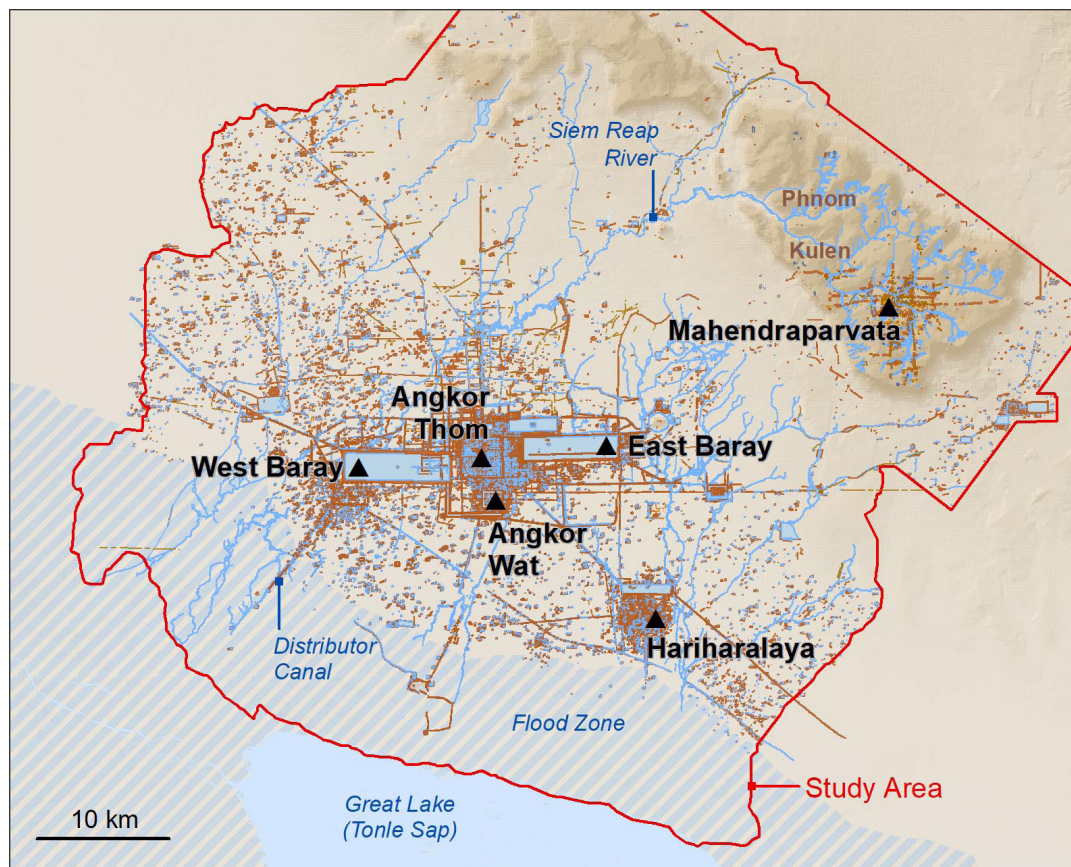 Siem Reap
River
Phnom
Kulen
Mahendraparvata
Angkor
Thom
East Baray
West Baray
Angkor
Wat
Hariharalaya
Distributor
Canal
Flood Zone
Study Area
Great Lake
(Tonle Sap)
10 km